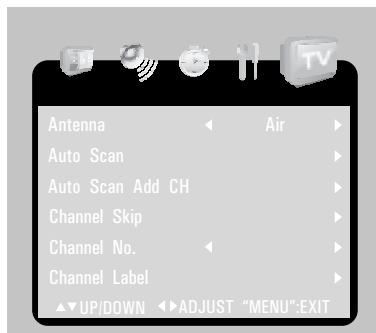 TV
Antenna ◀ Air ▶
Auto Scan ▶
Auto Scan Add CH ▶
Channel Skip ▶
Channel No. ◀ ▶
Channel Label ▶
▲▼UP/DOWN ◀▶ADJUST “MENU”:EXIT